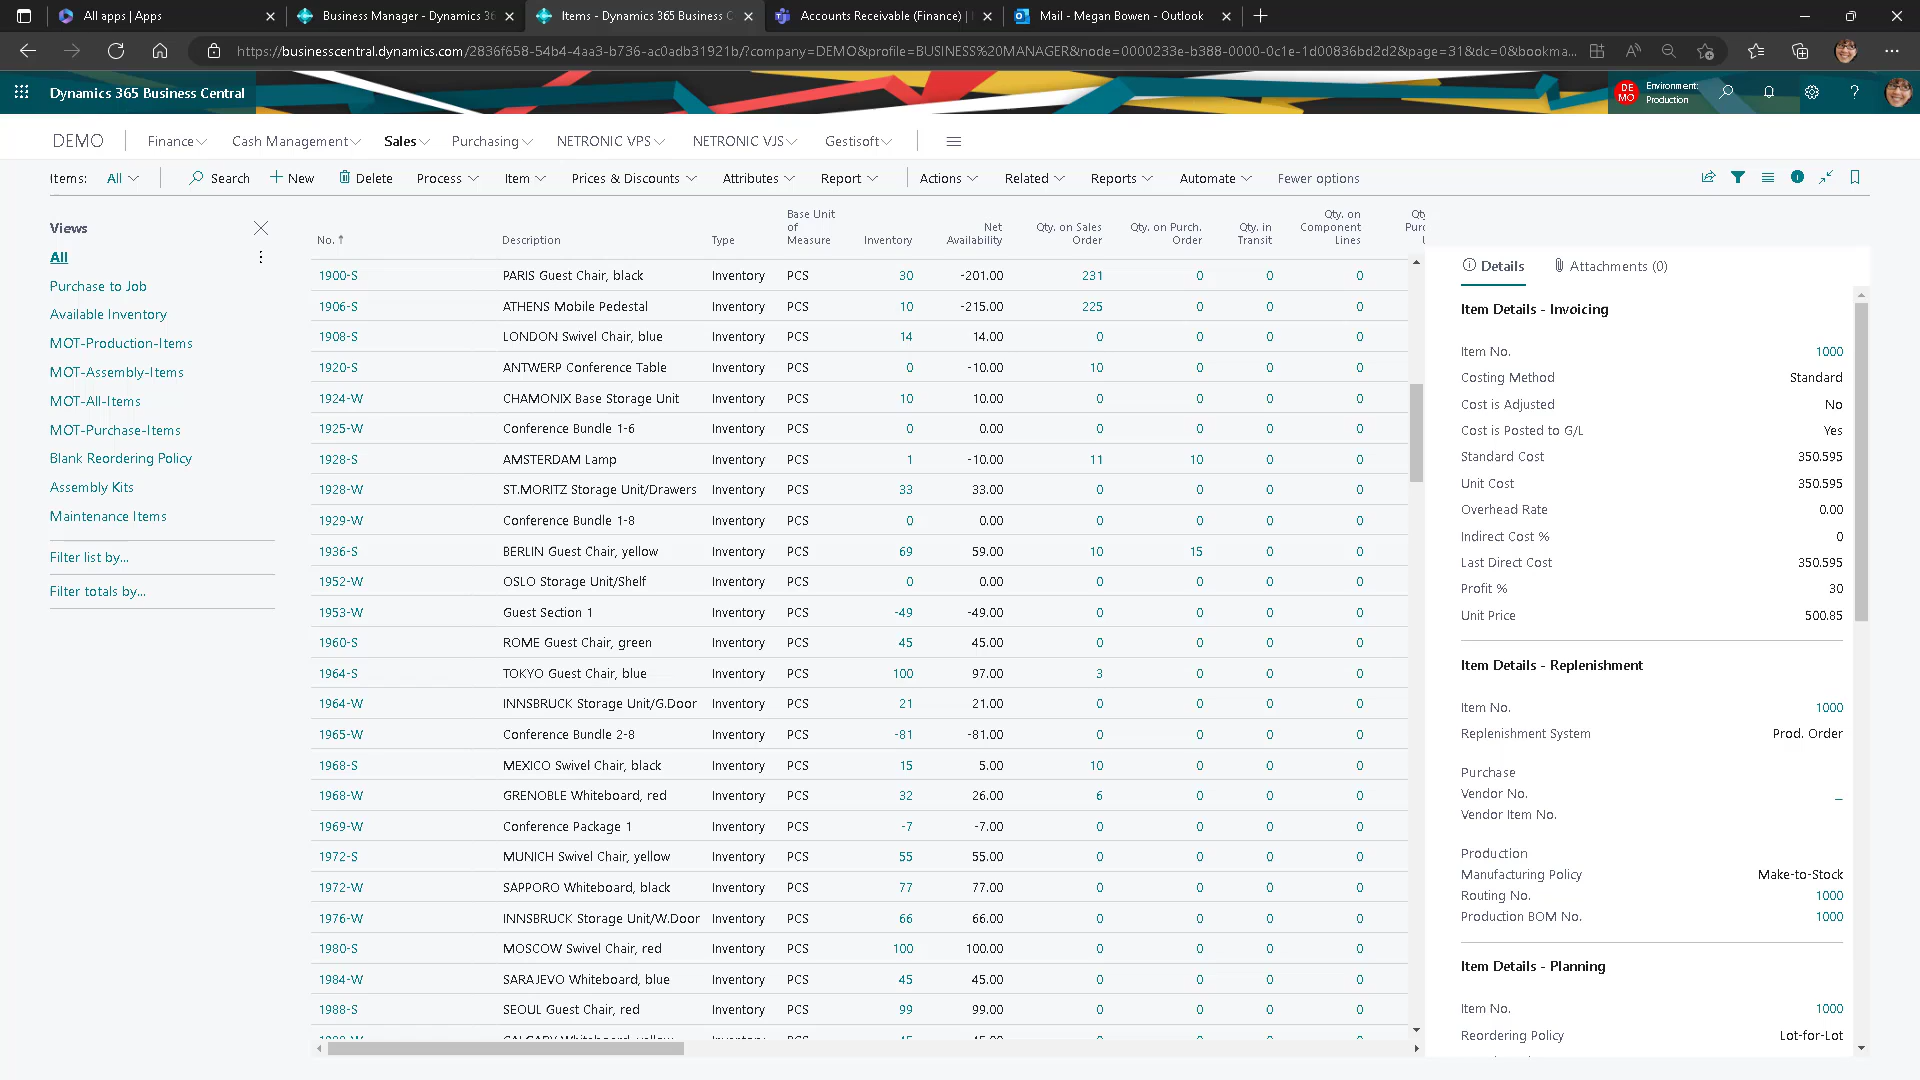 All apps | Apps
Business Manager - Dynamics 36
Items - Dynamics 365 Business C
Accounts Receivable (Finance) |
Mail - Megan Bowen - Outlook
https://businesscentral.dynamics.com/2836f658-54b4-4aa3-b736-ac0adb31921b/?company=DEMO&profile=BUSINESS%20MANAGER&node=0000233e-b388-0000-0c1e-1d00836bd2d2&page=31&dc=0&bookma...
Dynamics 365 Business Central
DE MO
Environment: Production
DEMO
Finance Cash Management Sales Purchasing NETRONIC VPS NETRONIC VJS Gestisoft
Items: All Search New Delete Process Item Prices & Discounts Attributes Report Actions Related Reports Automate Fewer options
Views
All
Purchase to Job
Available Inventory
MOT-Production-Items
MOT-Assembly-Items
MOT-All-Items
MOT-Purchase-Items
Blank Reordering Policy
Assembly Kits
Maintenance Items
Filter list by...
Filter totals by...
No. ↑ Description Type Base Unit of Measure Inventory Net Availability Qty. on Sales Order Qty. on Purch. Order Qty. in Transit Qty. on Component Lines
1900-S PARIS Guest Chair, black Inventory PCS 30 -201.00 231 0 0 0
1906-S ATHENS Mobile Pedestal Inventory PCS 10 -215.00 225 0 0 0
1908-S LONDON Swivel Chair, blue Inventory PCS 14 14.00 0 0 0 0
1920-S ANTWERP Conference Table Inventory PCS 0 -10.00 10 0 0 0
1924-W CHAMONIX Base Storage Unit Inventory PCS 10 10.00 0 0 0 0
1925-W Conference Bundle 1-6 Inventory PCS 0 0.00 0 0 0 0
1928-S AMSTERDAM Lamp Inventory PCS 1 -10.00 11 10 0 0
1928-W ST.MORITZ Storage Unit/Drawers Inventory PCS 33 33.00 0 0 0 0
1929-W Conference Bundle 1-8 Inventory PCS 0 0.00 0 0 0 0
1936-S BERLIN Guest Chair, yellow Inventory PCS 69 59.00 10 15 0 0
1952-W OSLO Storage Unit/Shelf Inventory PCS 0 0.00 0 0 0 0
1953-W Guest Section 1 Inventory PCS -49 -49.00 0 0 0 0
1960-S ROME Guest Chair, green Inventory PCS 45 45.00 0 0 0 0
1964-S TOKYO Guest Chair, blue Inventory PCS 100 97.00 3 0 0 0
1964-W INNSBRUCK Storage Unit/G.Door Inventory PCS 21 21.00 0 0 0 0
1965-W Conference Bundle 2-8 Inventory PCS -81 -81.00 0 0 0 0
1968-S MEXICO Swivel Chair, black Inventory PCS 15 5.00 10 0 0 0
1968-W GRENOBLE Whiteboard, red Inventory PCS 32 26.00 6 0 0 0
1969-W Conference Package 1 Inventory PCS -7 -7.00 0 0 0 0
1972-S MUNICH Swivel Chair, yellow Inventory PCS 55 55.00 0 0 0 0
1972-W SAPPORO Whiteboard, black Inventory PCS 77 77.00 0 0 0 0
1976-W INNSBRUCK Storage Unit/W.Door Inventory PCS 66 66.00 0 0 0 0
1980-S MOSCOW Swivel Chair, red Inventory PCS 100 100.00 0 0 0 0
1984-W SARAJEVO Whiteboard, blue Inventory PCS 45 45.00 0 0 0 0
1988-S SEOUL Guest Chair, red Inventory PCS 99 99.00 0 0 0 0
Details Attachments (0)
Item Details - Invoicing
Item No. 1000
Costing Method Standard
Cost is Adjusted No
Cost is Posted to G/L Yes
Standard Cost 350.595
Unit Cost 350.595
Overhead Rate 0.00
Indirect Cost % 0
Last Direct Cost 350.595
Profit % 30
Unit Price 500.85
Item Details - Replenishment
Item No. 1000
Replenishment System Prod. Order
Purchase
Vendor No. _
Vendor Item No.
Production
Manufacturing Policy Make-to-Stock
Routing No. 1000
Production BOM No. 1000
Item Details - Planning
Item No. 1000
Reordering Policy Lot-for-Lot